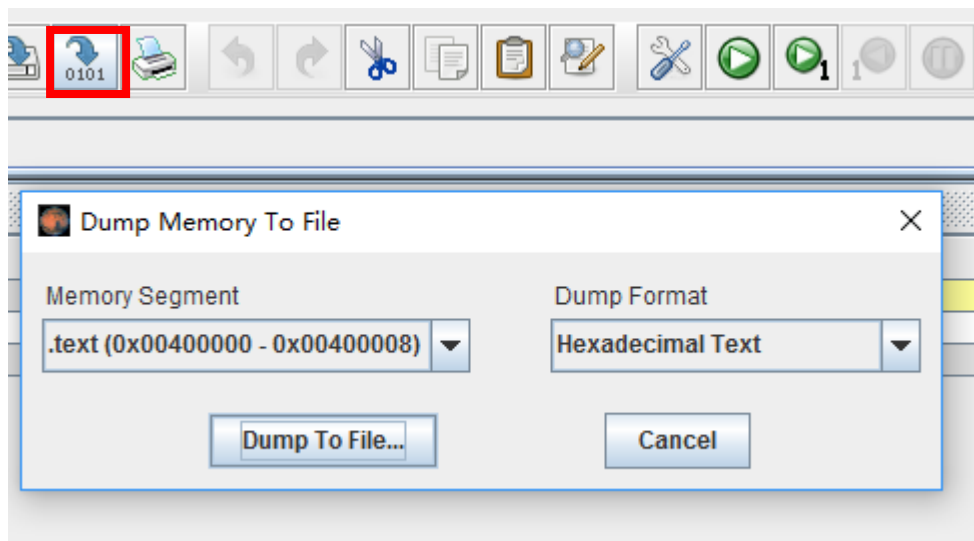 0101
1
1
Dump Memory To File
Memory Segment
Dump Format
.text (0x00400000 - 0x00400008)
Hexadecimal Text
Dump To File...
Cancel